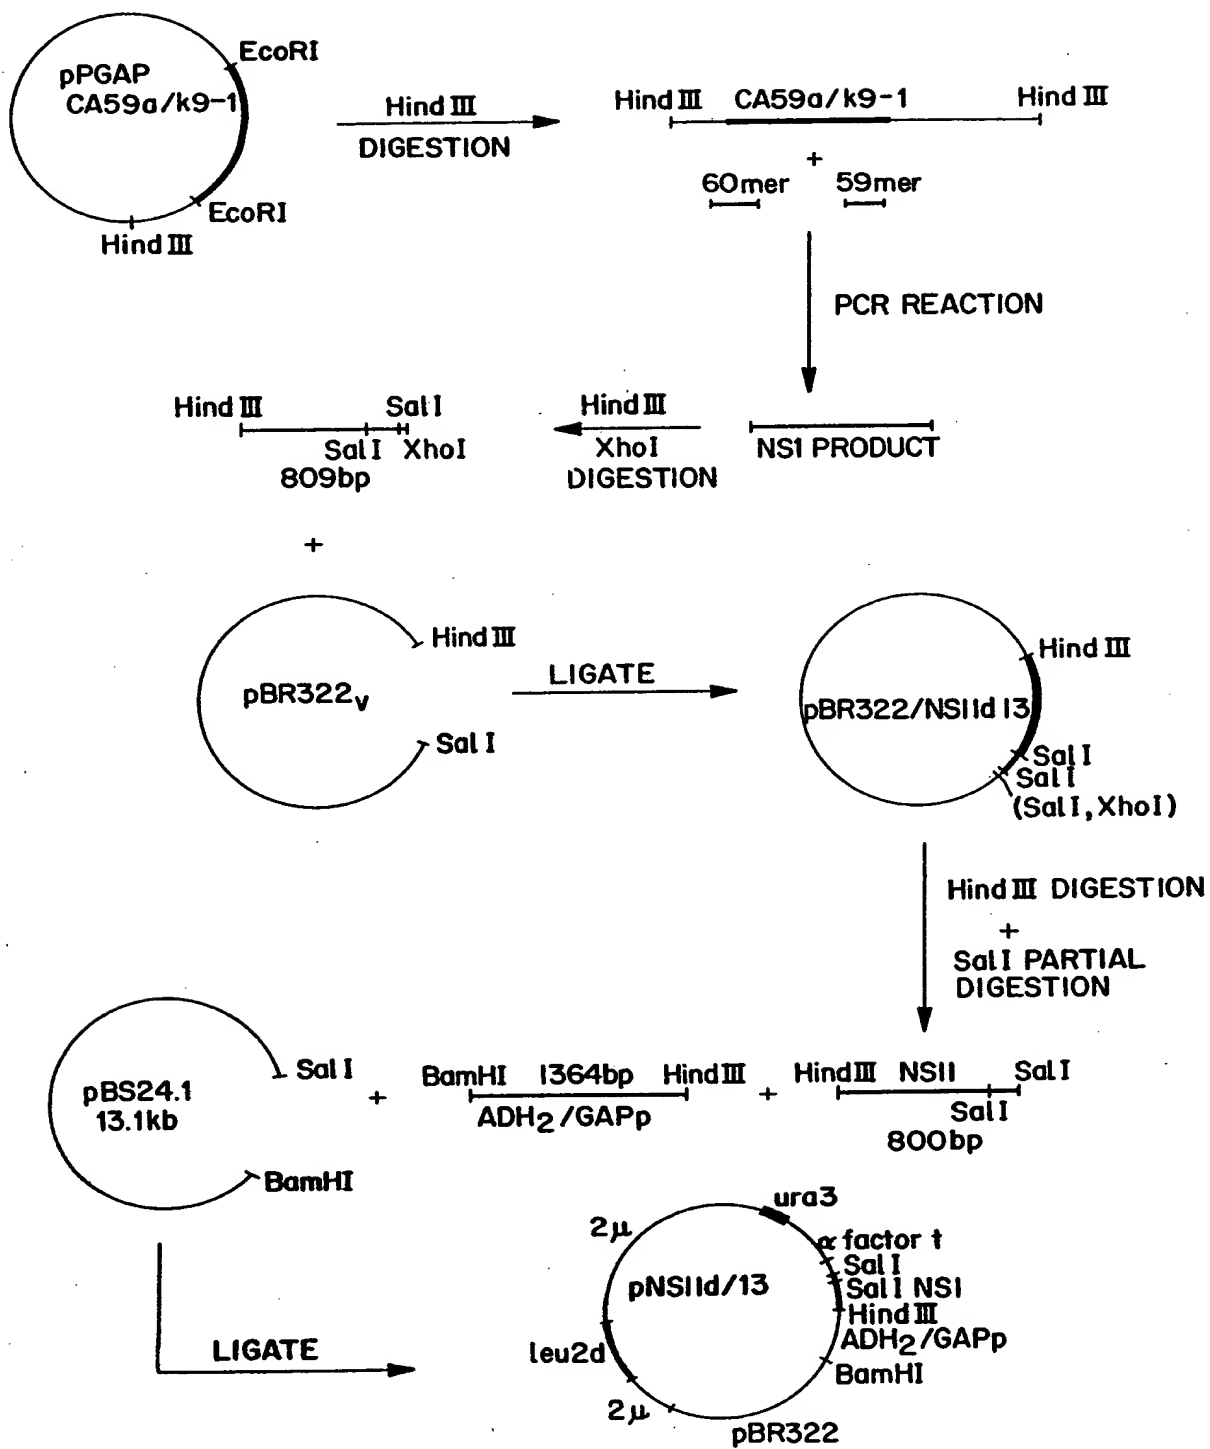 EcoRI
pPGAP
CA59a/k9-1
EcoRI
Hind III
Hind III
DIGESTION
Hind III
CA59a/k9-1
Hind III
+
60mer
59mer
PCR REACTION
NS1 PRODUCT
Hind III
XhoI
DIGESTION
Hind III
Sal I
Sal I
XhoI
809bp
+
pBR322v
Hind III
Sal I
LIGATE
pBR322/NS11d 13
Hind III
Sal I
Sal I
(Sal I, XhoI)
Hind III DIGESTION
+
Sal I PARTIAL
DIGESTION
pBS24.1
13.1kb
Sal I
BamHI
+
BamHI
1364bp
Hind III
ADH2/GAPp
+
Hind III
NS11
Sal I
Sal I
800bp
LIGATE
pNS11d/13
ura3
α factor t
Sal I
Sal I NS1
Hind III
ADH2/GAPp
BamHI
pBR322
2μ
leu2d
2μ